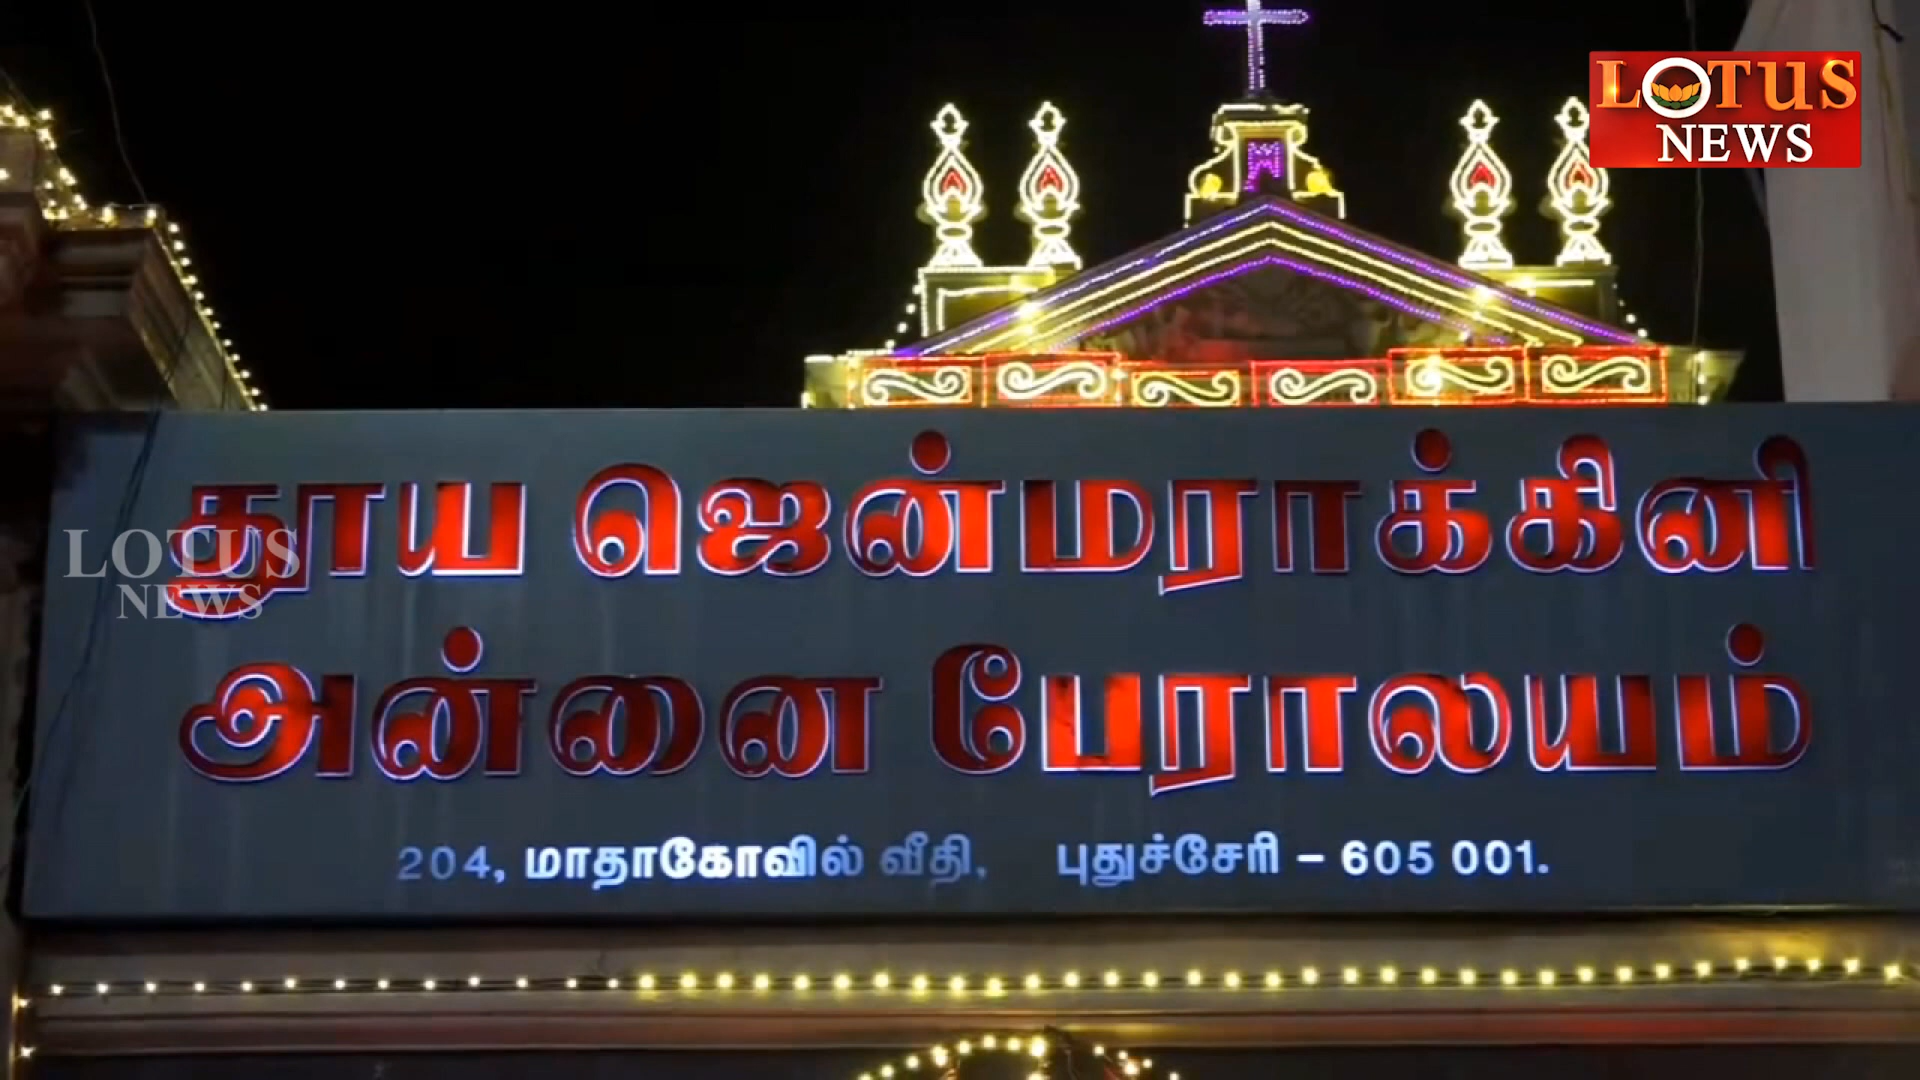 LOTUS
NEWS
தூய ஜென்மராக்கினி
LOTUS
NEWS
அன்னை பேராலயம்
204, மாதாகோவில் வீதி, புதுச்சேரி – 605 001.